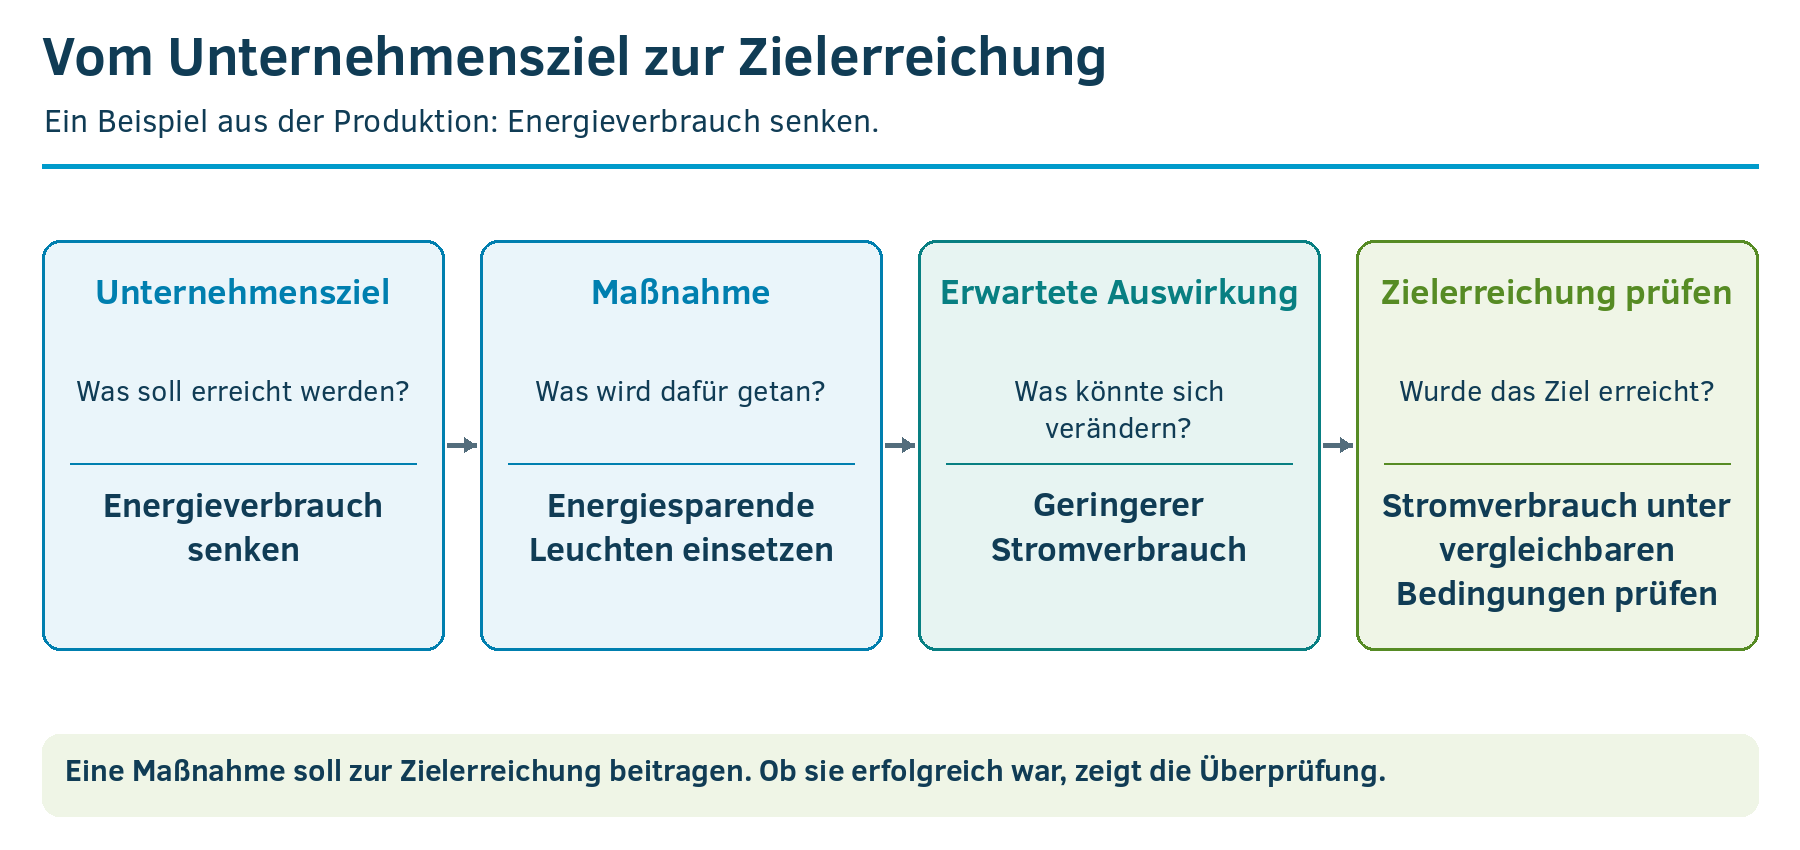 Vom Unternehmensziel zur Zielerreichung
Ein Beispiel aus der Produktion: Energieverbrauch senken.
Unternehmensziel
Was soll erreicht werden?
Energieverbrauch
senken
Maßnahme
Was wird dafür getan?
Energiesparende
Leuchten einsetzen
Erwartete Auswirkung
Was könnte sich
verändern?
Geringerer
Stromverbrauch
Zielerreichung prüfen
Wurde das Ziel erreicht?
Stromverbrauch unter
vergleichbaren
Bedingungen prüfen
Eine Maßnahme soll zur Zielerreichung beitragen. Ob sie erfolgreich war, zeigt die Überprüfung.